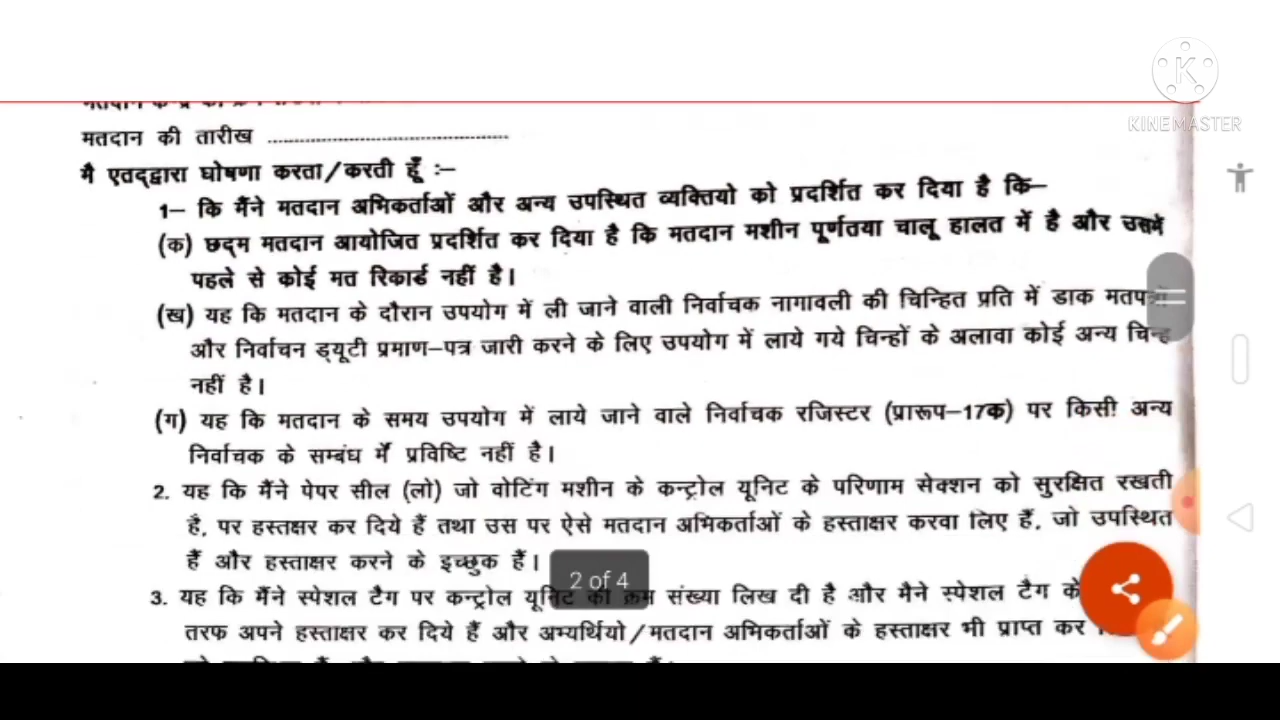 KINEMASTER
मतदान की तारीख ................................................
मै एतद्द्वारा घोषणा करता/करती हूँ :–
1– कि मैंने मतदान अभिकर्ताओं और अन्य उपस्थित व्यक्तियो को प्रदर्शित कर दिया है कि–
(क) छद्म मतदान आयोजित प्रदर्शित कर दिया है कि मतदान मशीन पूर्णतया चालू हालत में है और उसमें
पहले से कोई मत रिकार्ड नहीं है।
(ख) यह कि मतदान के दौरान उपयोग में ली जाने वाली निर्वाचक नागावली की चिन्हित प्रति में डाक मतपत्रों
और निर्वाचन ड्यूटी प्रमाण–पत्र जारी करने के लिए उपयोग में लाये गये चिन्हों के अलावा कोई अन्य चिन्ह
नहीं है।
(ग) यह कि मतदान के समय उपयोग में लाये जाने वाले निर्वाचक रजिस्टर (प्रारूप–17क) पर किसी अन्य
निर्वाचक के सम्बंध में प्रविष्टि नहीं है।
2. यह कि मैंने पेपर सील (लो) जो वोटिंग मशीन के कन्ट्रोल यूनिट के परिणाम सेक्शन को सुरक्षित रखती
है, पर हस्तक्षर कर दिये हैं तथा उस पर ऐसे मतदान अभिकर्ताओं के हस्ताक्षर करवा लिए हैं, जो उपस्थित
हैं और हस्ताक्षर करने के इच्छुक हैं।
2 of 4
3. यह कि मैंने स्पेशल टैग पर कन्ट्रोल यूनिट की क्रम संख्या लिख दी है और मैने स्पेशल टैग के
तरफ अपने हस्ताक्षर कर दिये हैं और अभ्यर्थियो/मतदान अभिकर्ताओं के हस्ताक्षर भी प्राप्त कर